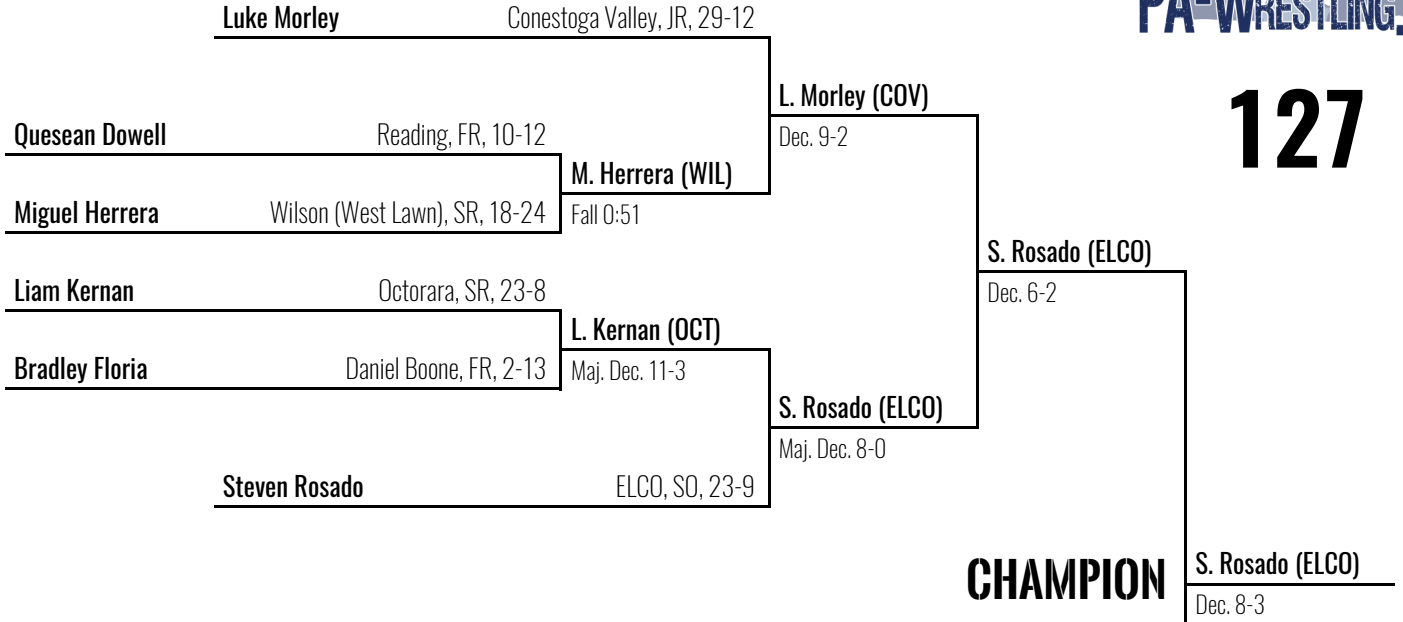 Luke Morley Conestoga Valley, JR, 29-12
PA-WRESTLING.
127
L. Morley (COV)
Dec. 9-2
Quesean Dowell Reading, FR, 10-12
M. Herrera (WIL)
Fall 0:51
Miguel Herrera Wilson (West Lawn), SR, 18-24
S. Rosado (ELCO)
Dec. 6-2
Liam Kernan Octorara, SR, 23-8
L. Kernan (OCT)
Maj. Dec. 11-3
Bradley Floria Daniel Boone, FR, 2-13
S. Rosado (ELCO)
Maj. Dec. 8-0
Steven Rosado ELCO, SO, 23-9
CHAMPION
S. Rosado (ELCO)
Dec. 8-3